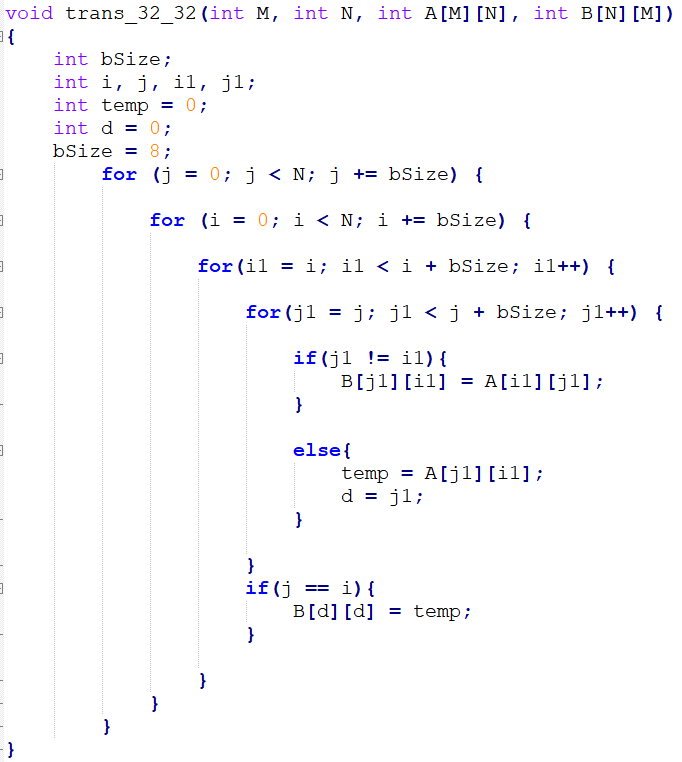 void trans_32_32(int M, int N, int A[M][N], int B[N][M])
{
    int bSize;
    int i, j, i1, j1;
    int temp = 0;
    int d = 0;
    bSize = 8;
        for (j = 0; j < N; j += bSize) {
            for (i = 0; i < N; i += bSize) {
                for(i1 = i; i1 < i + bSize; i1++) {
                    for(j1 = j; j1 < j + bSize; j1++) {
                        if(j1 != i1){
                            B[j1][i1] = A[i1][j1];
                        }
                        else{
                            temp = A[j1][i1];
                            d = j1;
                        }
                    }
                    if(j == i){
                        B[d][d] = temp;
                    }
                }
            }
        }
}